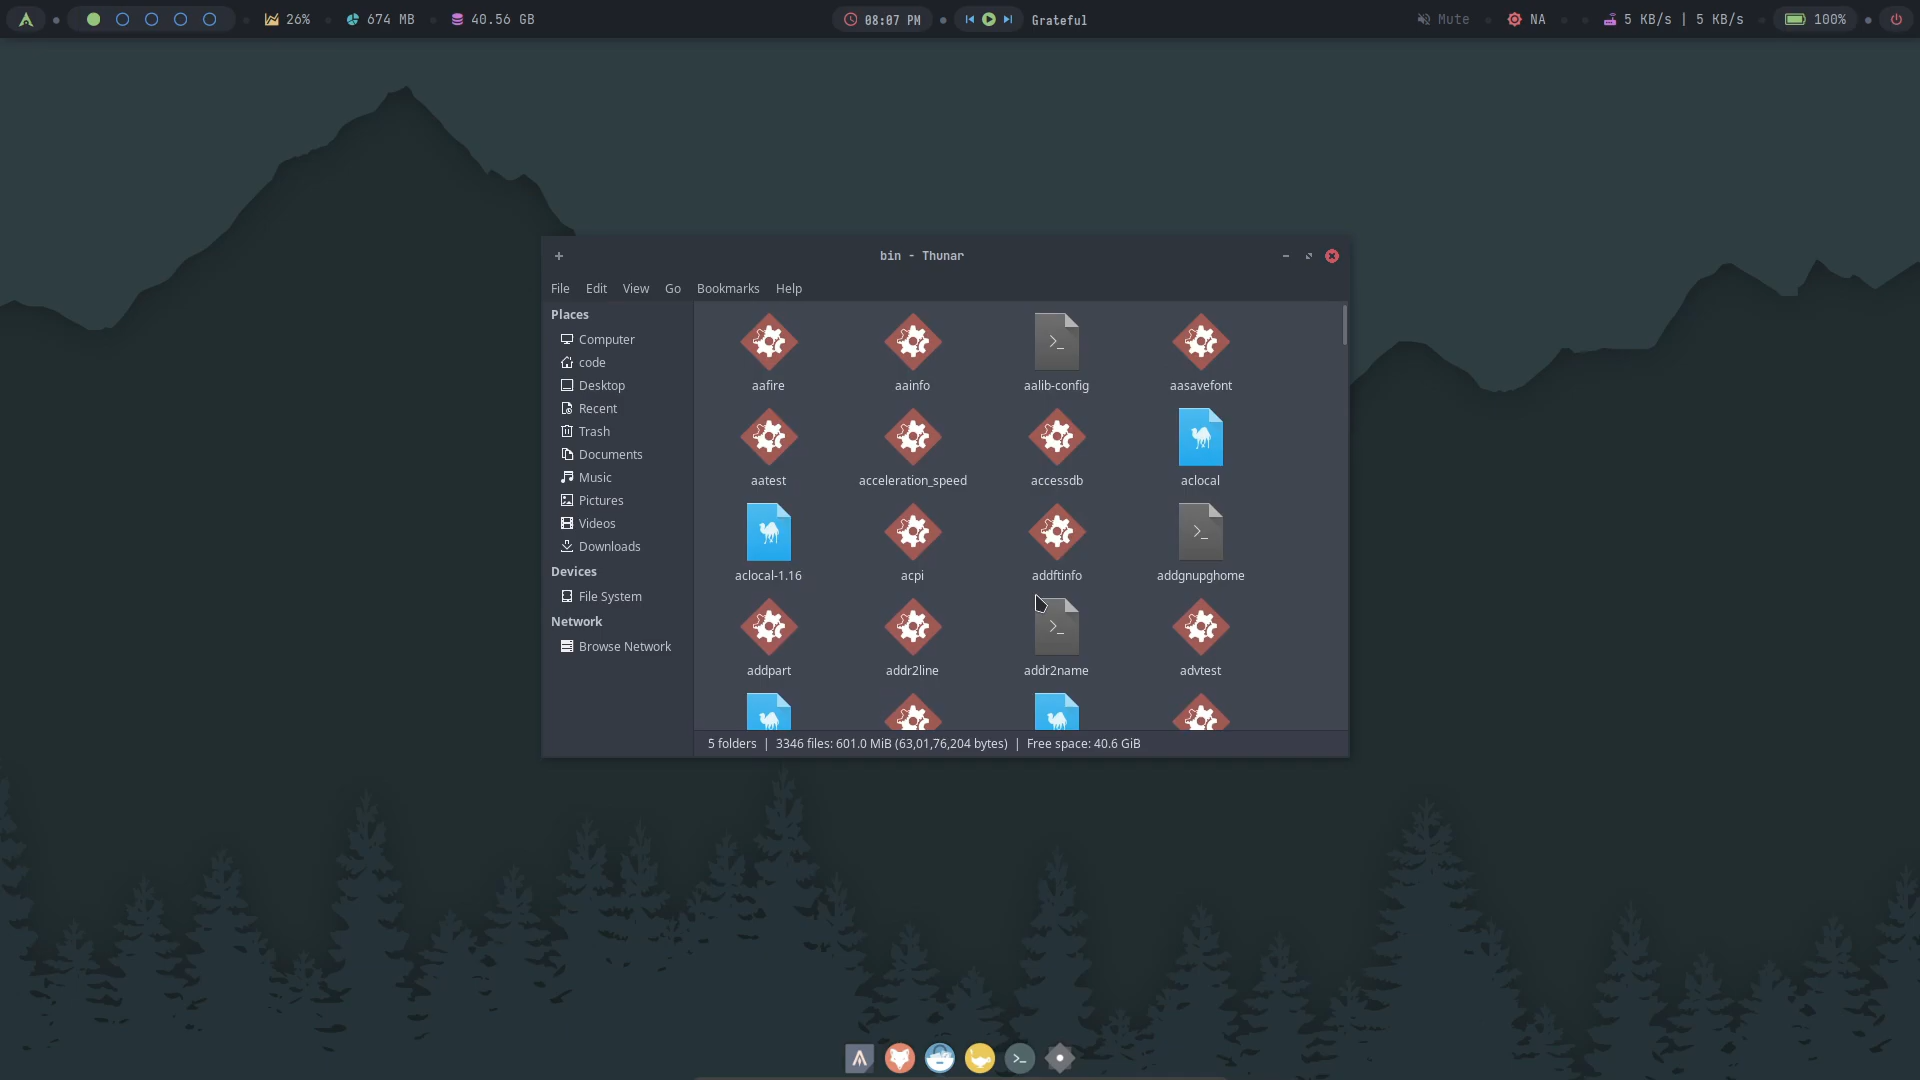 26% 674 MB 40.56 GB 08:07 PM Grateful Mute NA 5 KB/s | 5 KB/s 100%
bin - Thunar
File Edit View Go Bookmarks Help
Places
Computer
code
Desktop
Recent
Trash
Documents
Music
Pictures
Videos
Downloads
Devices
File System
Network
Browse Network
aafire aainfo aalib-config aasavefont
aatest acceleration_speed accessdb aclocal
aclocal-1.16 acpi addftinfo addgnupghome
addpart addr2line addr2name advtest
5 folders | 3346 files: 601.0 MiB (63,01,76,204 bytes) | Free space: 40.6 GiB